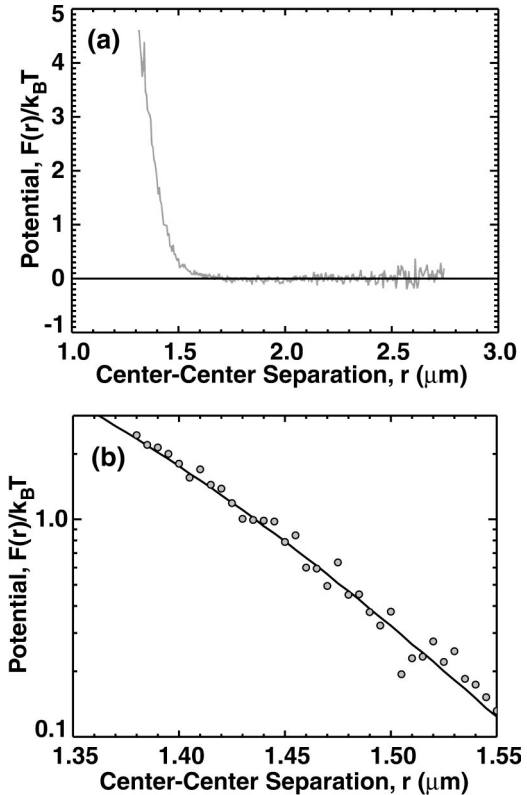 (a)
Potential, F(r)/k_BT
5
4
3
2
1
0
-1
1.0 1.5 2.0 2.5 3.0
Center-Center Separation, r (μm)
(b)
Potential, F(r)/k_BT
1.0
0.1
1.35 1.40 1.45 1.50 1.55
Center-Center Separation, r (μm)